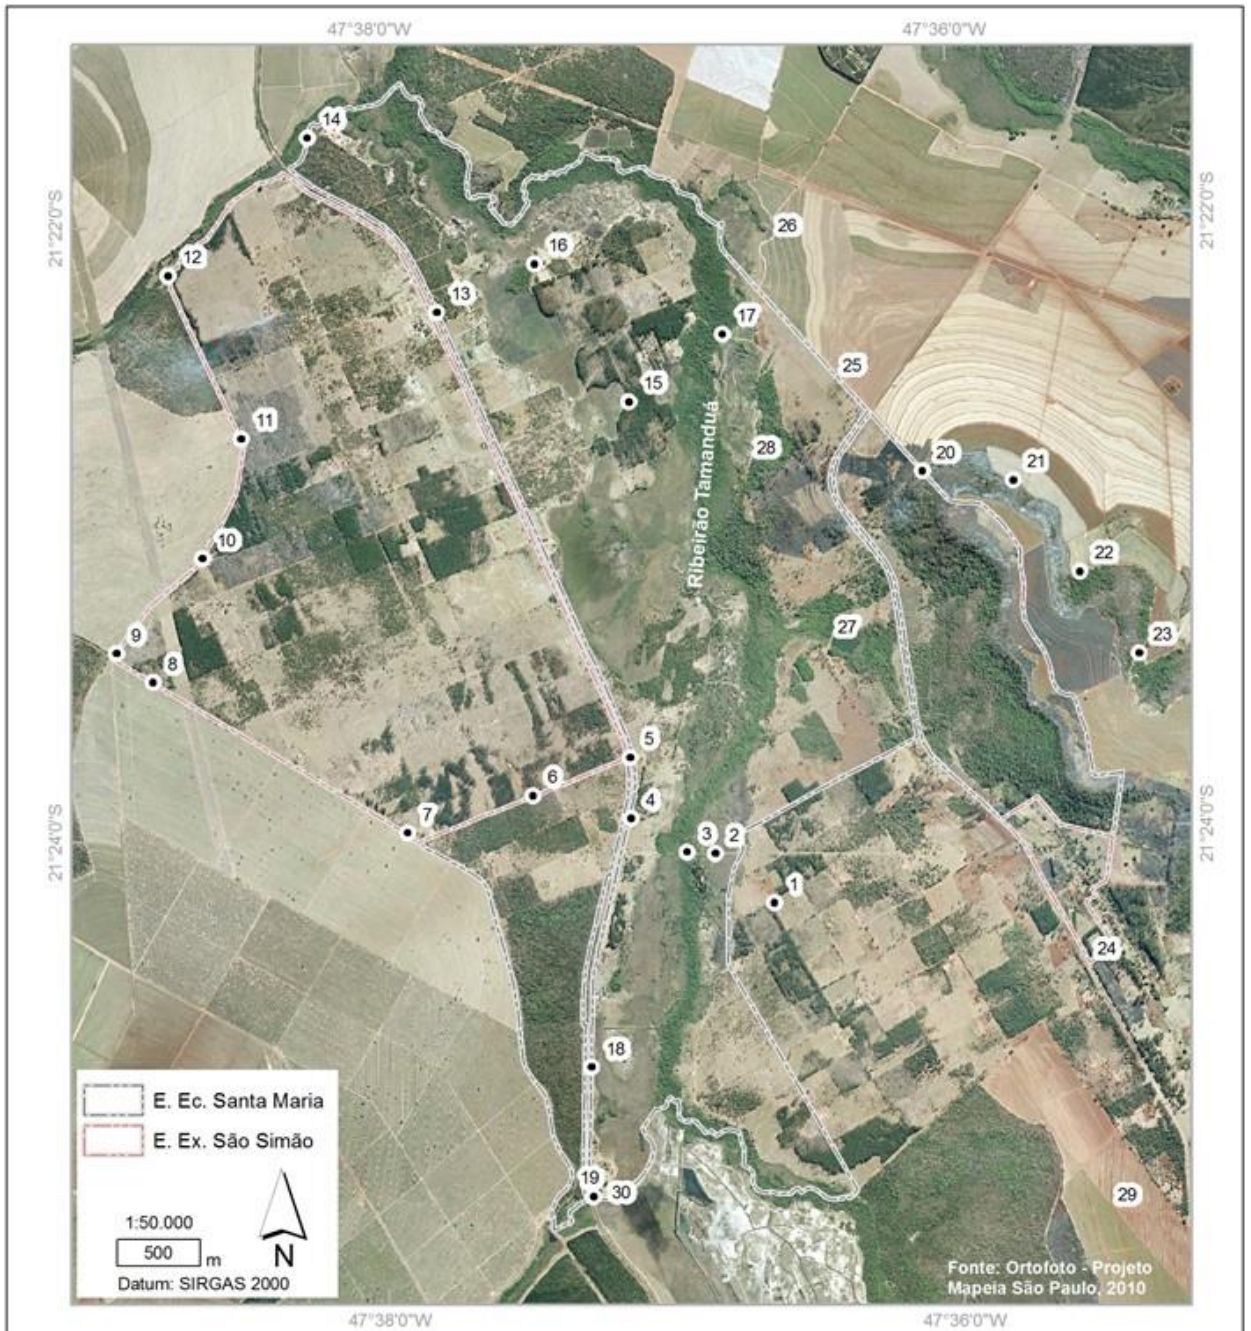 47°38'0"W
47°36'0"W
14
21°22'0"S
21°22'0"S
26
16
12
13
17
25
15
11
28
20
21
Ribeirão Tamanduá
10
22
27
9
8
23
5
6
4
7
21°24'0"S
21°24'0"S
3
2
1
24
18
E. Ec. Santa Maria
E. Ex. São Simão
19
30
29
1:50.000
500 m
N
Datum: SIRGAS 2000
Fonte: Ortofoto - Projeto
Mapeia São Paulo, 2010
47°38'0"W
47°36'0"W